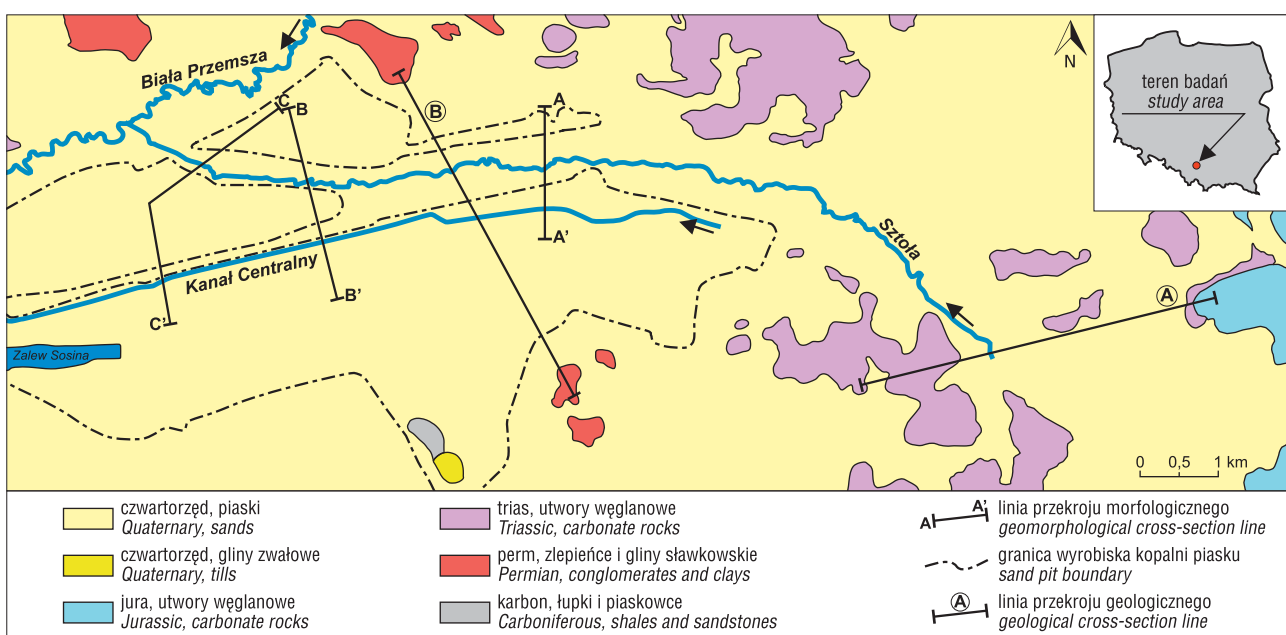 Biała Przemsza
N
teren badań
study area
C
B
B
A
Sztoła
A'
Kanał Centralny
B'
C'
A
Zalew Sosina
0 0,5 1 km
czwartorzęd, piaski
Quaternary, sands
czwartorzęd, gliny zwałowe
Quaternary, tills
jura, utwory węglanowe
Jurassic, carbonate rocks
trias, utwory węglanowe
Triassic, carbonate rocks
perm, zlepieńce i gliny sławkowskie
Permian, conglomerates and clays
karbon, łupki i piaskowce
Carboniferous, shales and sandstones
A A'
linia przekroju morfologicznego
geomorphological cross-section line
granica wyrobiska kopalni piasku
sand pit boundary
A
linia przekroju geologicznego
geological cross-section line